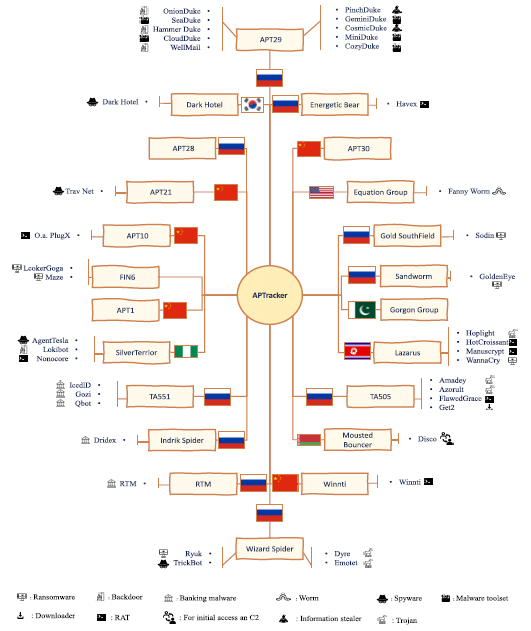 OnionDuke
SeaDuke
Hammer Duke
CloudDuke
WellMail
APT29
PinchDuke
GeminiDuke
CosmicDuke
MiniDuke
CozyDuke
Dark Hotel
Dark Hotel
Energetic Bear
Havex
APT28
APT30
Trav Net
APT21
Equation Group
Fanny Worm
O.a. PlugX
APT10
Gold SouthField
Sodin
LcokerGoga
Maze
FIN6
APTracker
Sandworm
GoldenEye
APT1
Gorgon Group
AgentTesla
Lokibot
Nonocore
SilverTerrior
Lazarus
Hoplight
HotCroissant
Manuscrypt
WannaCry
IcedID
Gozi
Qbot
TA551
TA505
Amadey
Azorult
FlawedGrace
Get2
Dridex
Indrik Spider
Mousted
Bouncer
Disco
RTM
RTM
Winnti
Winnti
Ryuk
TrickBot
Wizard Spider
Dyre
Emotet
: Ransomware
: Backdoor
: Banking malware
: Worm
: Spyware
: Malware toolset
: Downloader
: RAT
: For initial access an C2
: Information stealer
: Trojan